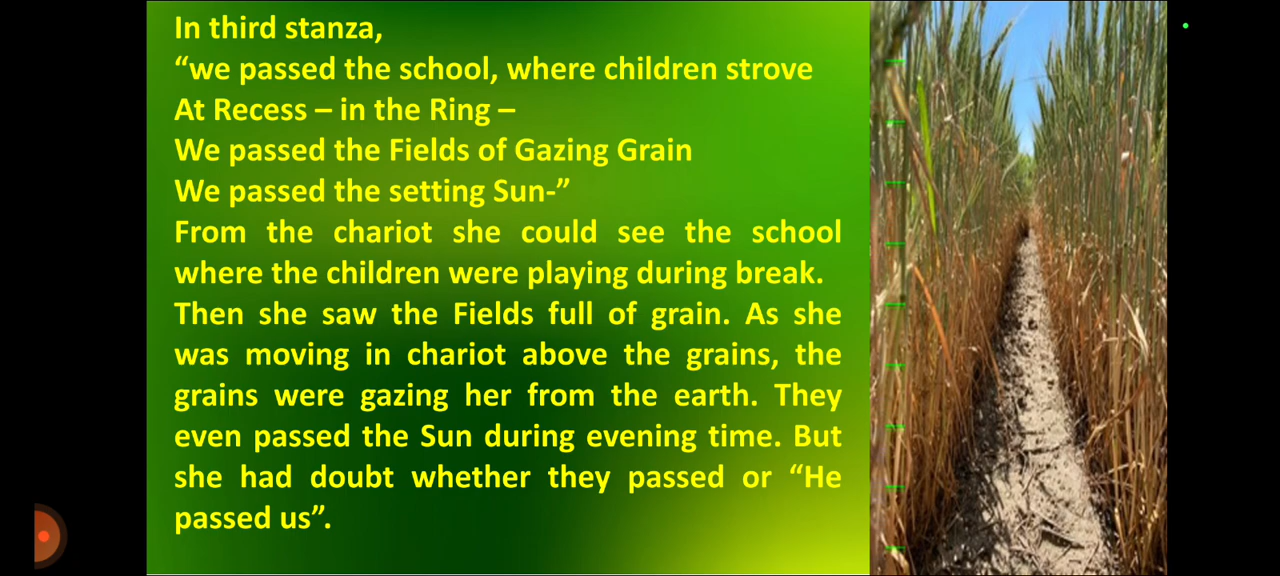 In third stanza,
“we passed the school, where children strove
At Recess – in the Ring –
We passed the Fields of Gazing Grain
We passed the setting Sun-”
From the chariot she could see the school
where the children were playing during break.
Then she saw the Fields full of grain. As she
was moving in chariot above the grains, the
grains were gazing her from the earth. They
even passed the Sun during evening time. But
she had doubt whether they passed or “He
passed us”.